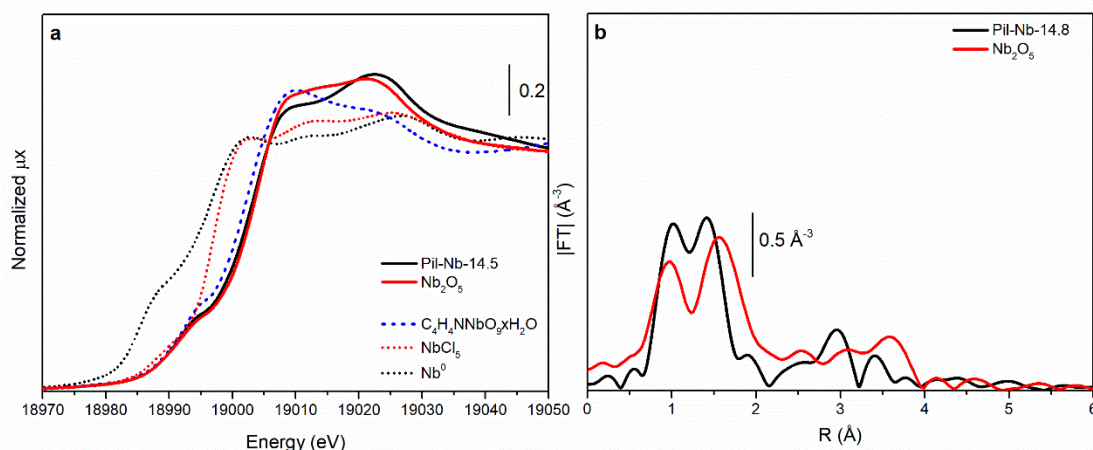 a
Normalized μx
0.2
Pil-Nb-14.5
Nb₂O₅
C₄H₄NNbO₉xH₂O
NbCl₅
Nb⁰
18970 18980 18990 19000 19010 19020 19030 19040 19050
Energy (eV)
b
|FT| (Å⁻³)
Pil-Nb-14.8
Nb₂O₅
0.5 Å⁻³
0 1 2 3 4 5 6
R (Å)